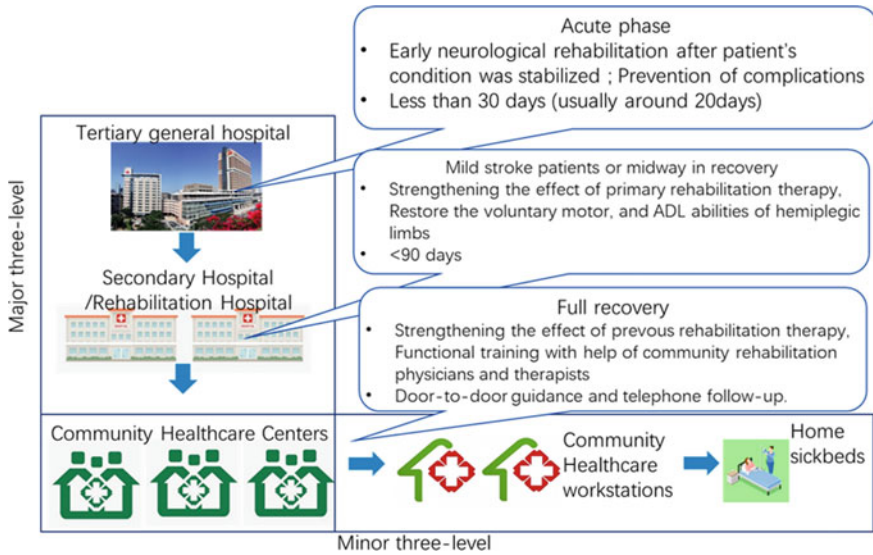 Acute phase
• Early neurological rehabilitation after patient's
condition was stabilized ; Prevention of complications
• Less than 30 days (usually around 20days)
Tertiary general hospital
Mild stroke patients or midway in recovery
• Strengthening the effect of primary rehabilitation therapy,
Restore the voluntary motor, and ADL abilities of hemiplegic
limbs
• <90 days
Major three-level
Secondary Hospital
/Rehabilitation Hospital
Full recovery
• Strengthening the effect of prevous rehabilitation therapy,
Functional training with help of community rehabilitation
physicians and therapists
• Door-to-door guidance and telephone follow-up.
Community Healthcare Centers
Community
Healthcare
workstations
Home
sickbeds
Minor three-level